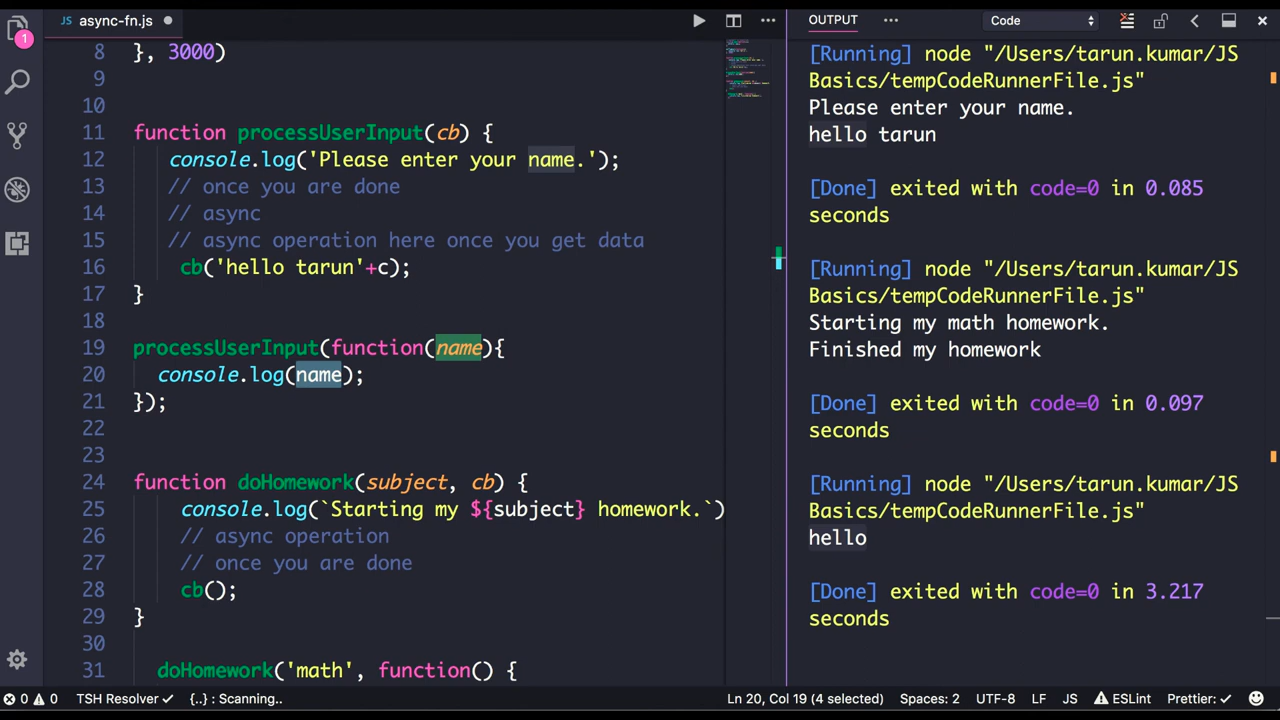 JS async-fn.js
OUTPUT
Code
1
8 }, 3000)
9
10
11 function processUserInput(cb) {
12 console.log('Please enter your name.');
13 // once you are done
14 // async
15 // async operation here once you get data
16 cb('hello tarun'+c);
17 }
18
19 processUserInput(function(name){
20 console.log(name);
21 });
22
23
24 function doHomework(subject, cb) {
25 console.log(`Starting my ${subject} homework.`)
26 // async operation
27 // once you are done
28 cb();
29 }
30
31 doHomework('math', function() {
[Running] node "/Users/tarun.kumar/JS
Basics/tempCodeRunnerFile.js"
Please enter your name.
hello tarun
[Done] exited with code=0 in 0.085
seconds
[Running] node "/Users/tarun.kumar/JS
Basics/tempCodeRunnerFile.js"
Starting my math homework.
Finished my homework
[Done] exited with code=0 in 0.097
seconds
[Running] node "/Users/tarun.kumar/JS
Basics/tempCodeRunnerFile.js"
hello
[Done] exited with code=0 in 3.217
seconds
0 0 TSH Resolver {..} : Scanning.. Ln 20, Col 19 (4 selected) Spaces: 2 UTF-8 LF JS ESLint Prettier: